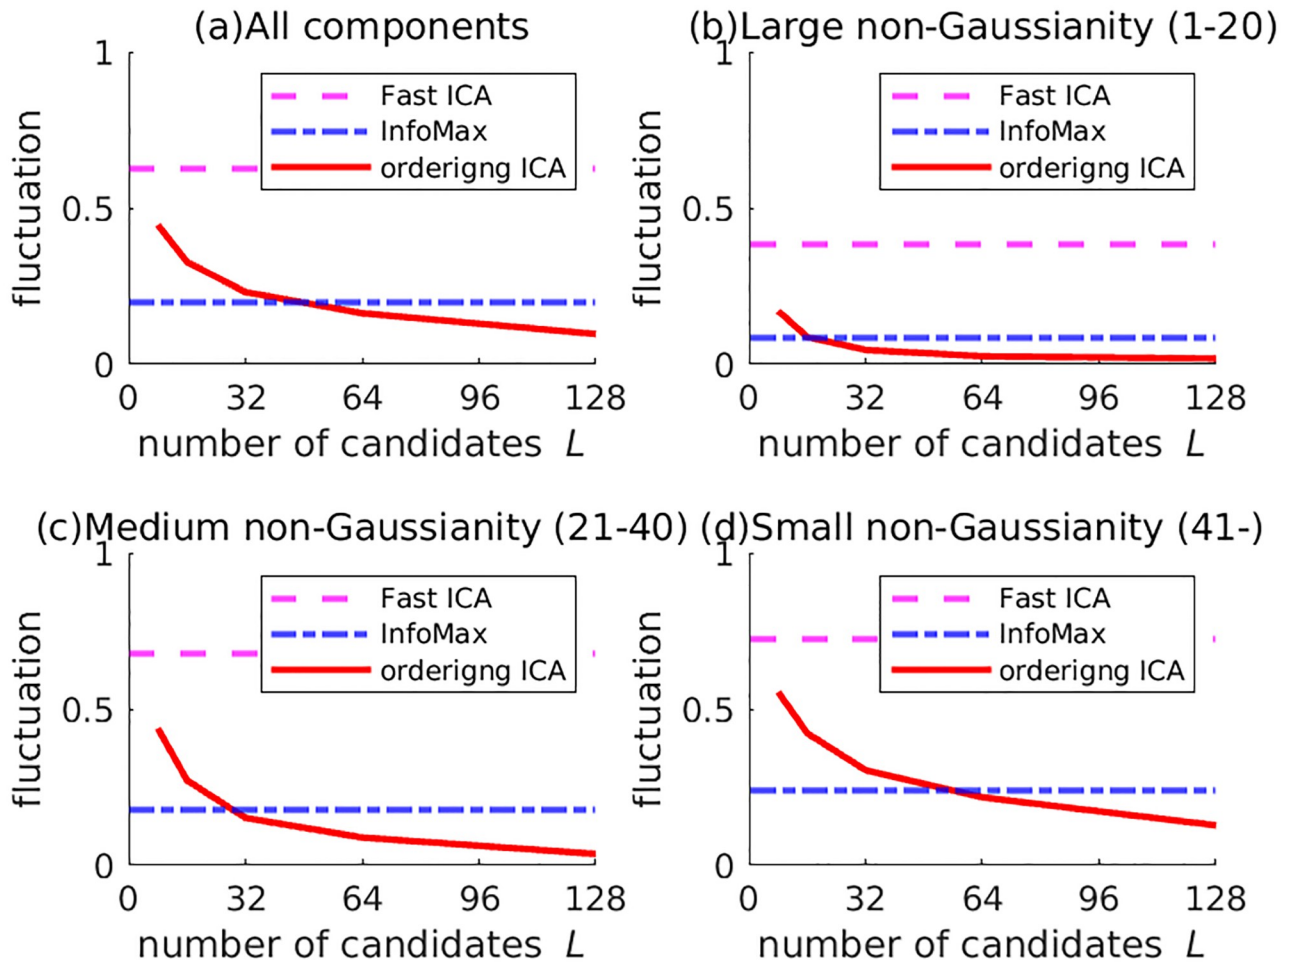 (a)All components
1
0.5
0
fluctuation
Fast ICA
InfoMax
orderigng ICA
0 32 64 96 128
number of candidates L
(b)Large non-Gaussianity (1-20)
1
0.5
0
fluctuation
Fast ICA
InfoMax
orderigng ICA
0 32 64 96 128
number of candidates L
(c)Medium non-Gaussianity (21-40)
1
0.5
0
fluctuation
Fast ICA
InfoMax
orderigng ICA
0 32 64 96 128
number of candidates L
(d)Small non-Gaussianity (41-)
1
0.5
0
fluctuation
Fast ICA
InfoMax
orderigng ICA
0 32 64 96 128
number of candidates L